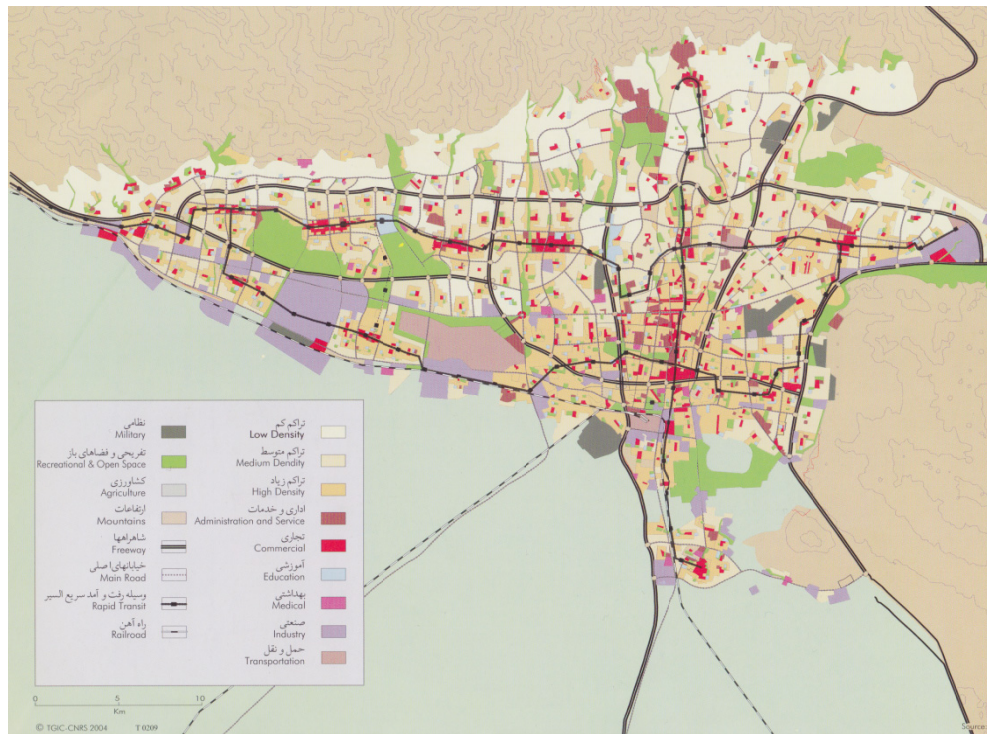 نظامی
Military
تفریحی و فضاهای باز
Recreational & Open Space
کشاورزی
Agriculture
ارتفاعات
Mountains
شاهراهها
Freeway
خیابانهای اصلی
Main Road
وسیله رفت و آمد سریع السیر
Rapid Transit
راه آهن
Railroad
تراکم کم
Low Density
تراکم متوسط
Medium Dendity
تراکم زیاد
High Density
اداری و خدمات
Administration and Service
تجاری
Commercial
آموزشی
Education
بهداشتی
Medical
صنعتی
Industry
حمل و نقل
Transportation
0 5 10
Km
© TGIC-CNRS 2004 T 0209
Source: